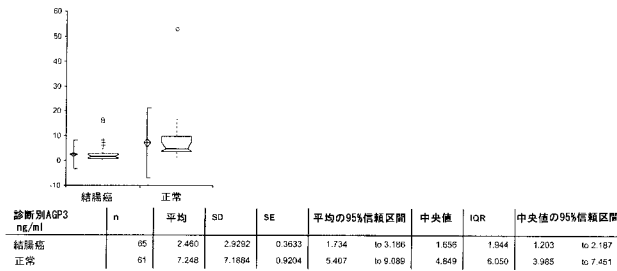 60
50
40
30
20
10
0
-10
結腸癌 正常
診断別AGP3 ng/ml n 平均 SD SE 平均の95%信頼区間 中央値 IQR 中央値の95%信頼区間
結腸癌 65 2.460 2.9292 0.3633 1.734 to 3.186 1.656 1.944 1.203 to 2.187
正常 61 7.248 7.1884 0.9204 5.407 to 9.089 4.849 6.050 3.985 to 7.451